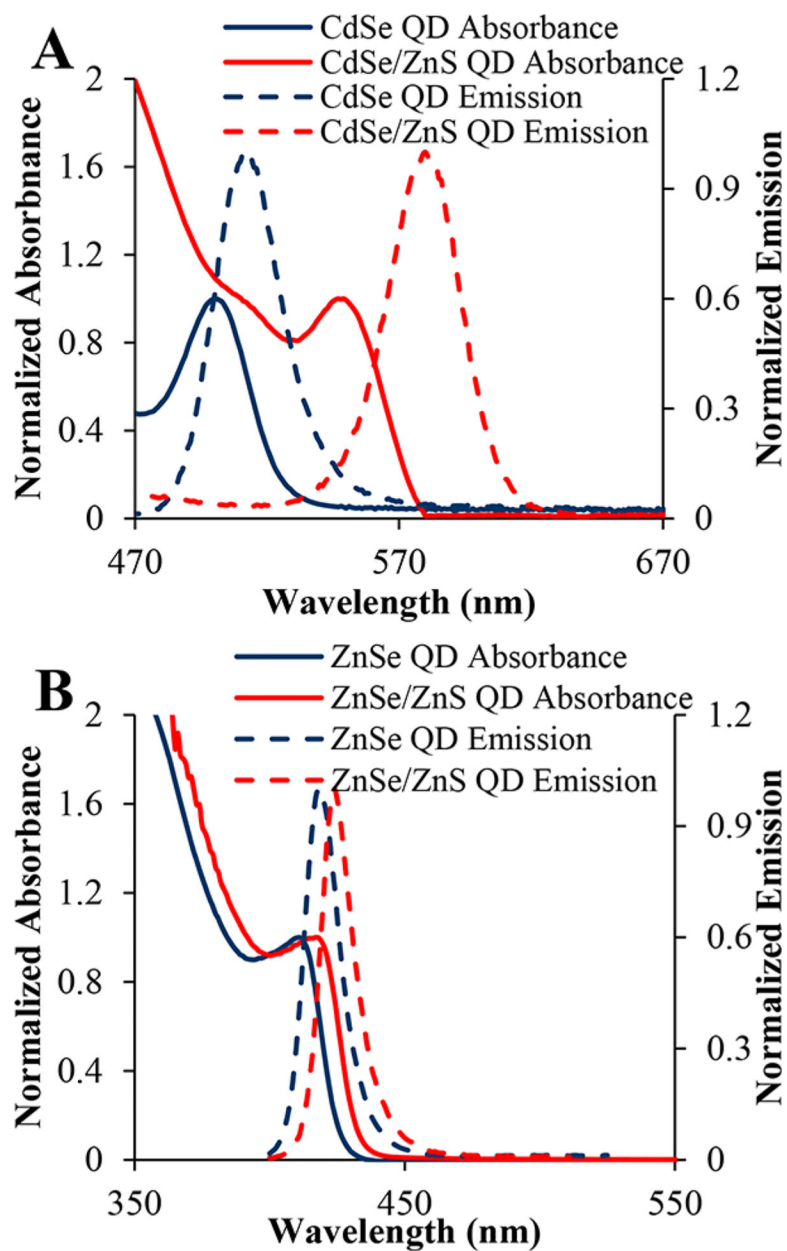 A
CdSe QD Absorbance
CdSe/ZnS QD Absorbance
CdSe QD Emission
CdSe/ZnS QD Emission
Normalized Absorbnance
2
1.6
1.2
0.8
0.4
0
1.2
0.9
0.6
0.3
0
Normalized Emission
470
570
670
Wavelength (nm)
B
ZnSe QD Absorbance
ZnSe/ZnS QD Absorbance
ZnSe QD Emission
ZnSe/ZnS QD Emission
Normalized Absorbance
2
1.6
1.2
0.8
0.4
0
1.2
0.9
0.6
0.3
0
Normalized Emission
350
450
550
Wavelength (nm)